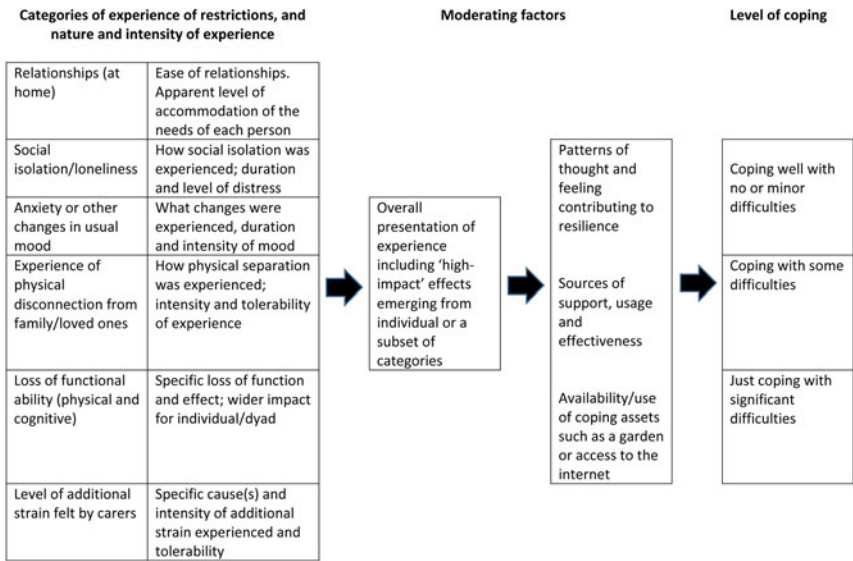 Categories of experience of restrictions, and
nature and intensity of experience
Moderating factors
Level of coping
Relationships (at
home)
Ease of relationships.
Apparent level of
accommodation of the
needs of each person
Social
isolation/loneliness
How social isolation was
experienced; duration
and level of distress
Anxiety or other
changes in usual
mood
What changes were
experienced, duration
and intensity of mood
Experience of
physical
disconnection from
family/loved ones
How physical separation
was experienced;
intensity and tolerability
of experience
Loss of functional
ability (physical and
cognitive)
Specific loss of function
and effect; wider impact
for individual/dyad
Level of additional
strain felt by carers
Specific cause(s) and
intensity of additional
strain experienced and
tolerability
Overall
presentation of
experience
including ‘high-
impact’ effects
emerging from
individual or a
subset of
categories
Patterns of
thought and
feeling
contributing to
resilience
Sources of
support, usage
and
effectiveness
Availability/use
of coping assets
such as a garden
or access to the
internet
Coping well with
no or minor
difficulties
Coping with some
difficulties
Just coping with
significant
difficulties